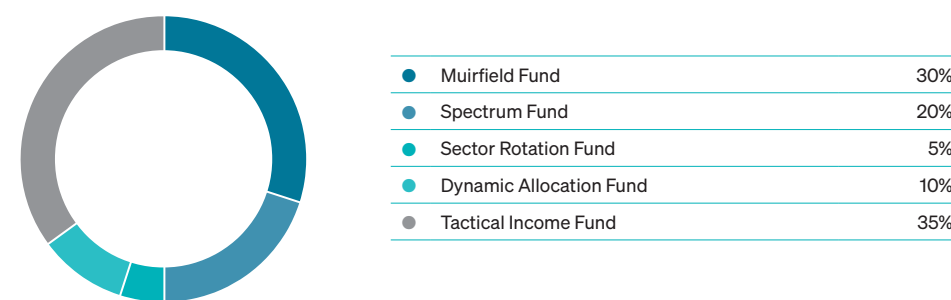 Muirfield Fund 30%
Spectrum Fund 20%
Sector Rotation Fund 5%
Dynamic Allocation Fund 10%
Tactical Income Fund 35%